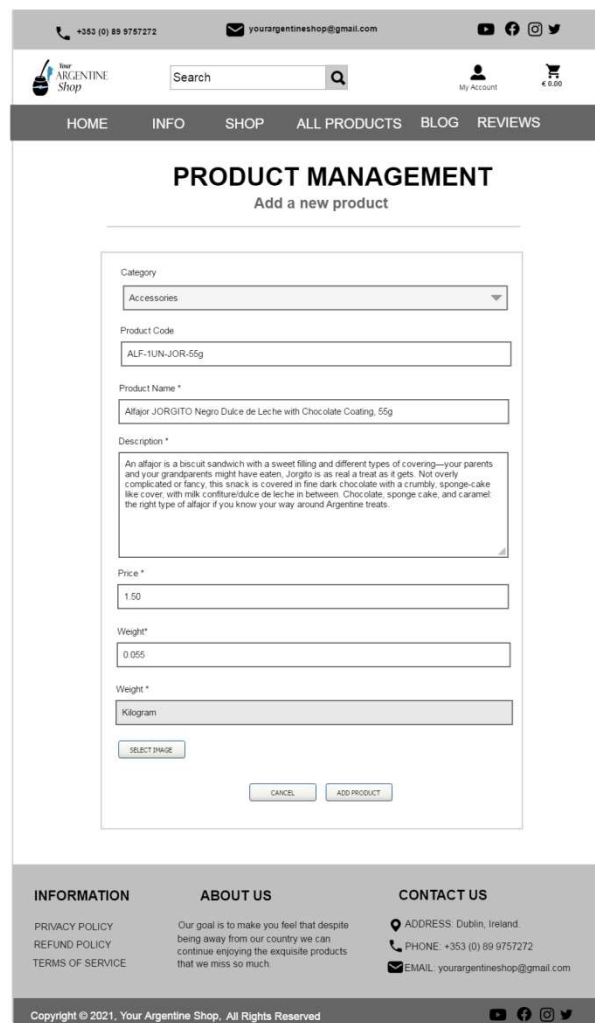 +353 (0) 89 9757272
yourargentineshop@gmail.com
Your
ARGENTINE
Shop
Search
My Account
€ 0.00
HOME INFO SHOP ALL PRODUCTS BLOG REVIEWS
PRODUCT MANAGEMENT
Add a new product
Category
Accessories
Product Code
ALF-1UN-JOR-55g
Product Name *
Alfajor JORGITO Negro Dulce de Leche with Chocolate Coating, 55g
Description *
An alfajor is a biscuit sandwich with a sweet filling and different types of covering—your parents
and your grandparents might have eaten, Jorgito is as real a treat as it gets. Not overly
complicated or fancy, this snack is covered in fine dark chocolate with a crumbly, sponge-cake
like cover, with milk confiture/dulce de leche in between. Chocolate, sponge cake, and caramel:
the right type of alfajor if you know your way around Argentine treats.
Price *
1.50
Weight*
0.055
Weight *
Kilogram
SELECT IMAGE
CANCEL ADD PRODUCT
INFORMATION
PRIVACY POLICY
REFUND POLICY
TERMS OF SERVICE
ABOUT US
Our goal is to make you feel that despite
being away from our country we can
continue enjoying the exquisite products
that we miss so much.
CONTACT US
ADDRESS: Dublin, Ireland.
PHONE: +353 (0) 89 9757272
EMAIL: yourargentineshop@gmail.com
Copyright © 2021, Your Argentine Shop, All Rights Reserved